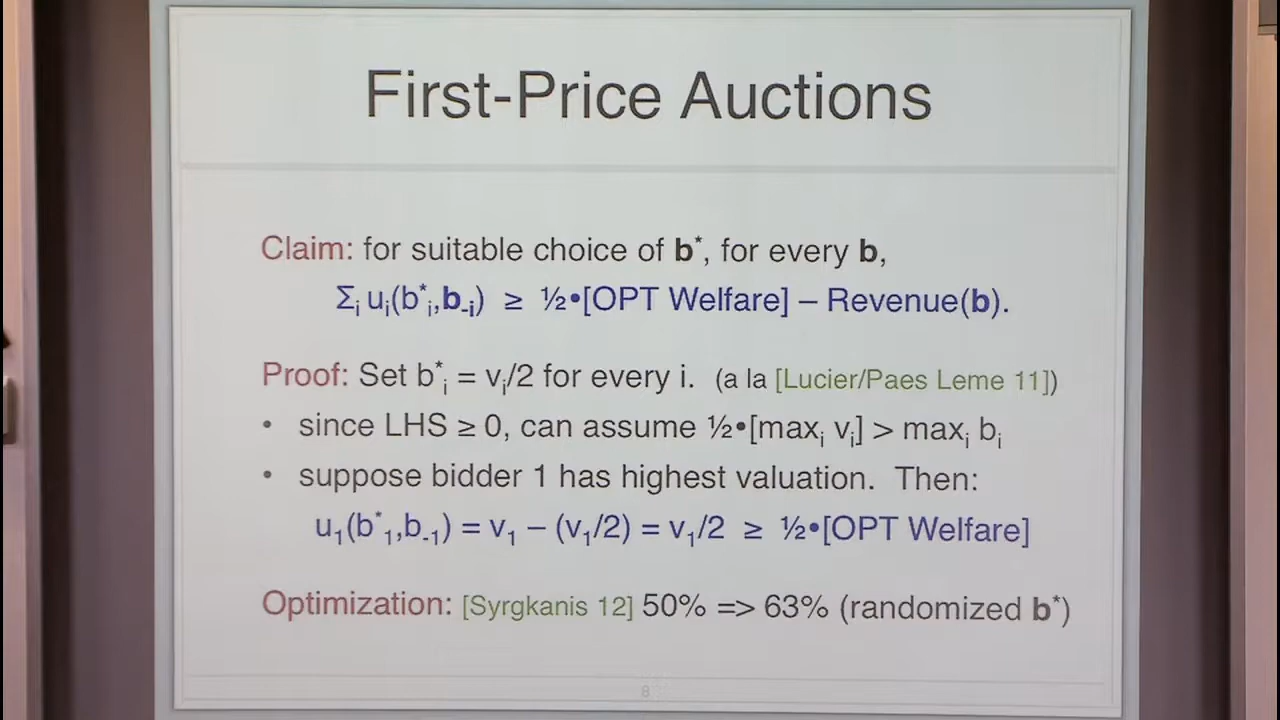 First-Price Auctions
Claim: for suitable choice of b*, for every b,
Σᵢ uᵢ(b*ᵢ,b₋ᵢ) ≥ ½•[OPT Welfare] – Revenue(b).
Proof: Set b*ᵢ = vᵢ/2 for every i. (a la [Lucier/Paes Leme 11])
• since LHS ≥ 0, can assume ½•[maxᵢ vᵢ] > maxᵢ bᵢ
• suppose bidder 1 has highest valuation. Then:
u₁(b*₁,b₋₁) = v₁ – (v₁/2) = v₁/2 ≥ ½•[OPT Welfare]
Optimization: [Syrgkanis 12] 50% => 63% (randomized b*)
8